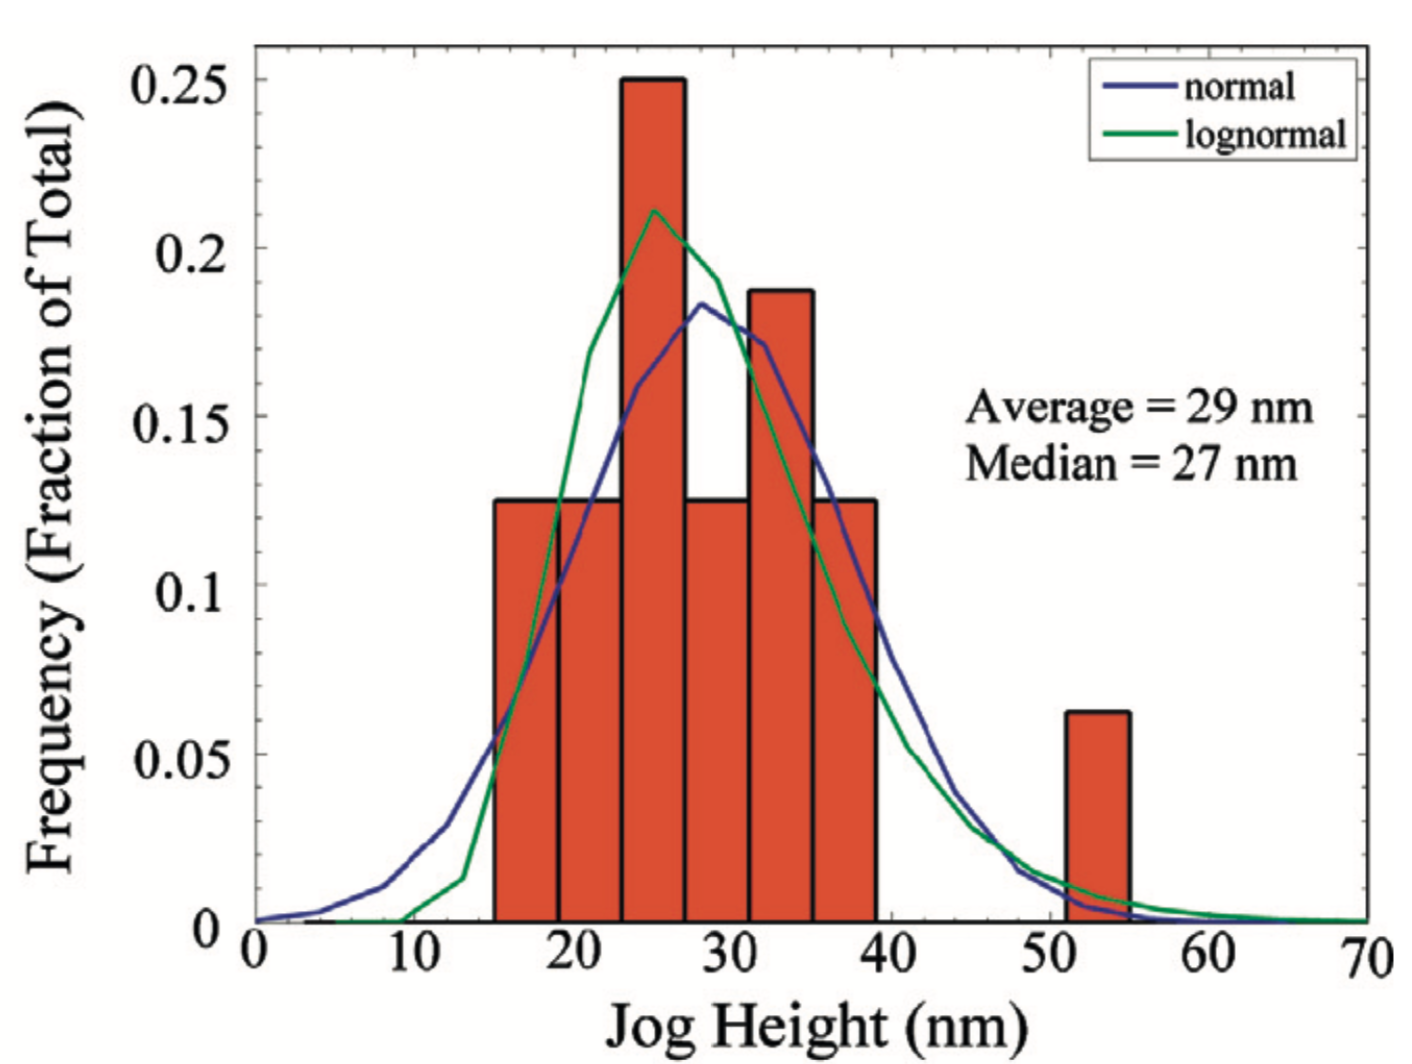 Frequency (Fraction of Total)
0.25
0.2
0.15
0.1
0.05
0
normal
lognormal
Average = 29 nm
Median = 27 nm
0 10 20 30 40 50 60 70
Jog Height (nm)